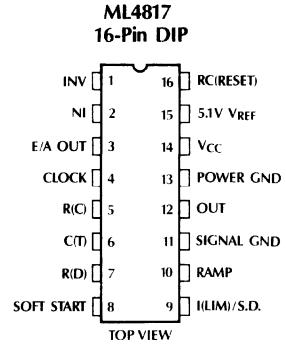 ML4817
16-Pin DIP
INV 1 16 RC(RESET)
NI 2 15 5.1V VREF
E/A OUT 3 14 VCC
CLOCK 4 13 POWER GND
R(C) 5 12 OUT
C(T) 6 11 SIGNAL GND
R(D) 7 10 RAMP
SOFT START 8 9 I(LIM)/S.D.
TOP VIEW